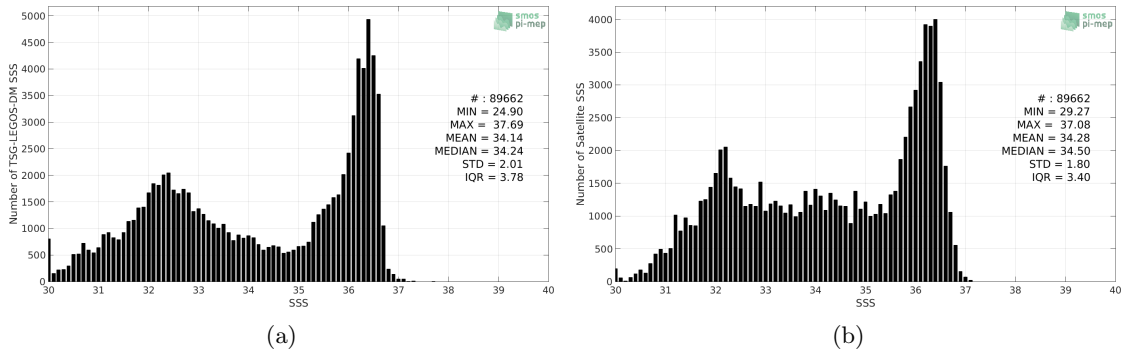 smos
pi-mep
Number of TSG-LEGOS-DM SSS
5000
4500
4000
3500
3000
2500
2000
1500
1000
500
0
# : 89662
MIN = 24.90
MAX = 37.69
MEAN = 34.14
MEDIAN = 34.24
STD = 2.01
IQR = 3.78
30 31 32 33 34 35 36 37 38 39 40
SSS
(a)
smos
pi-mep
Number of Satellite SSS
4000
3500
3000
2500
2000
1500
1000
500
0
# : 89662
MIN = 29.27
MAX = 37.08
MEAN = 34.28
MEDIAN = 34.50
STD = 1.80
IQR = 3.40
30 31 32 33 34 35 36 37 38 39 40
SSS
(b)